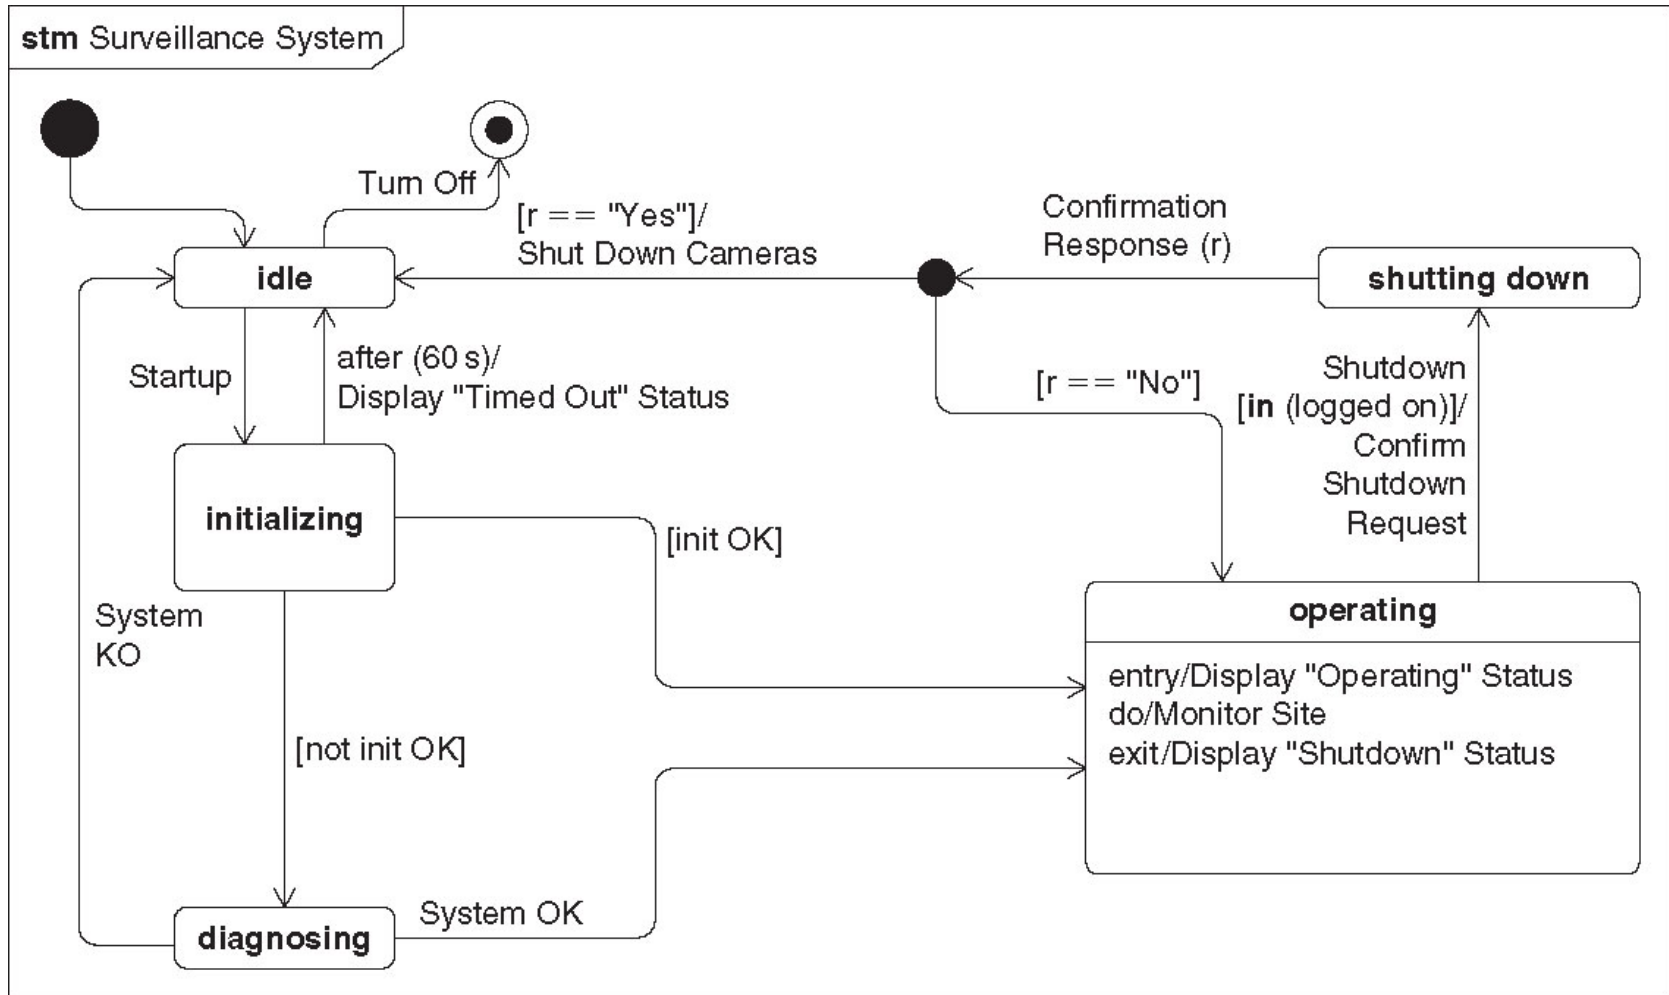 stm Surveillance System
Turn Off
[r == "Yes"]/
Shut Down Cameras
Confirmation
Response (r)
idle
shutting down
Startup
after (60 s)/
Display "Timed Out" Status
[r == "No"]
Shutdown
[in (logged on)]/
Confirm
Shutdown
Request
initializing
[init OK]
System
KO
operating
entry/Display "Operating" Status
do/Monitor Site
exit/Display "Shutdown" Status
[not init OK]
System OK
diagnosing